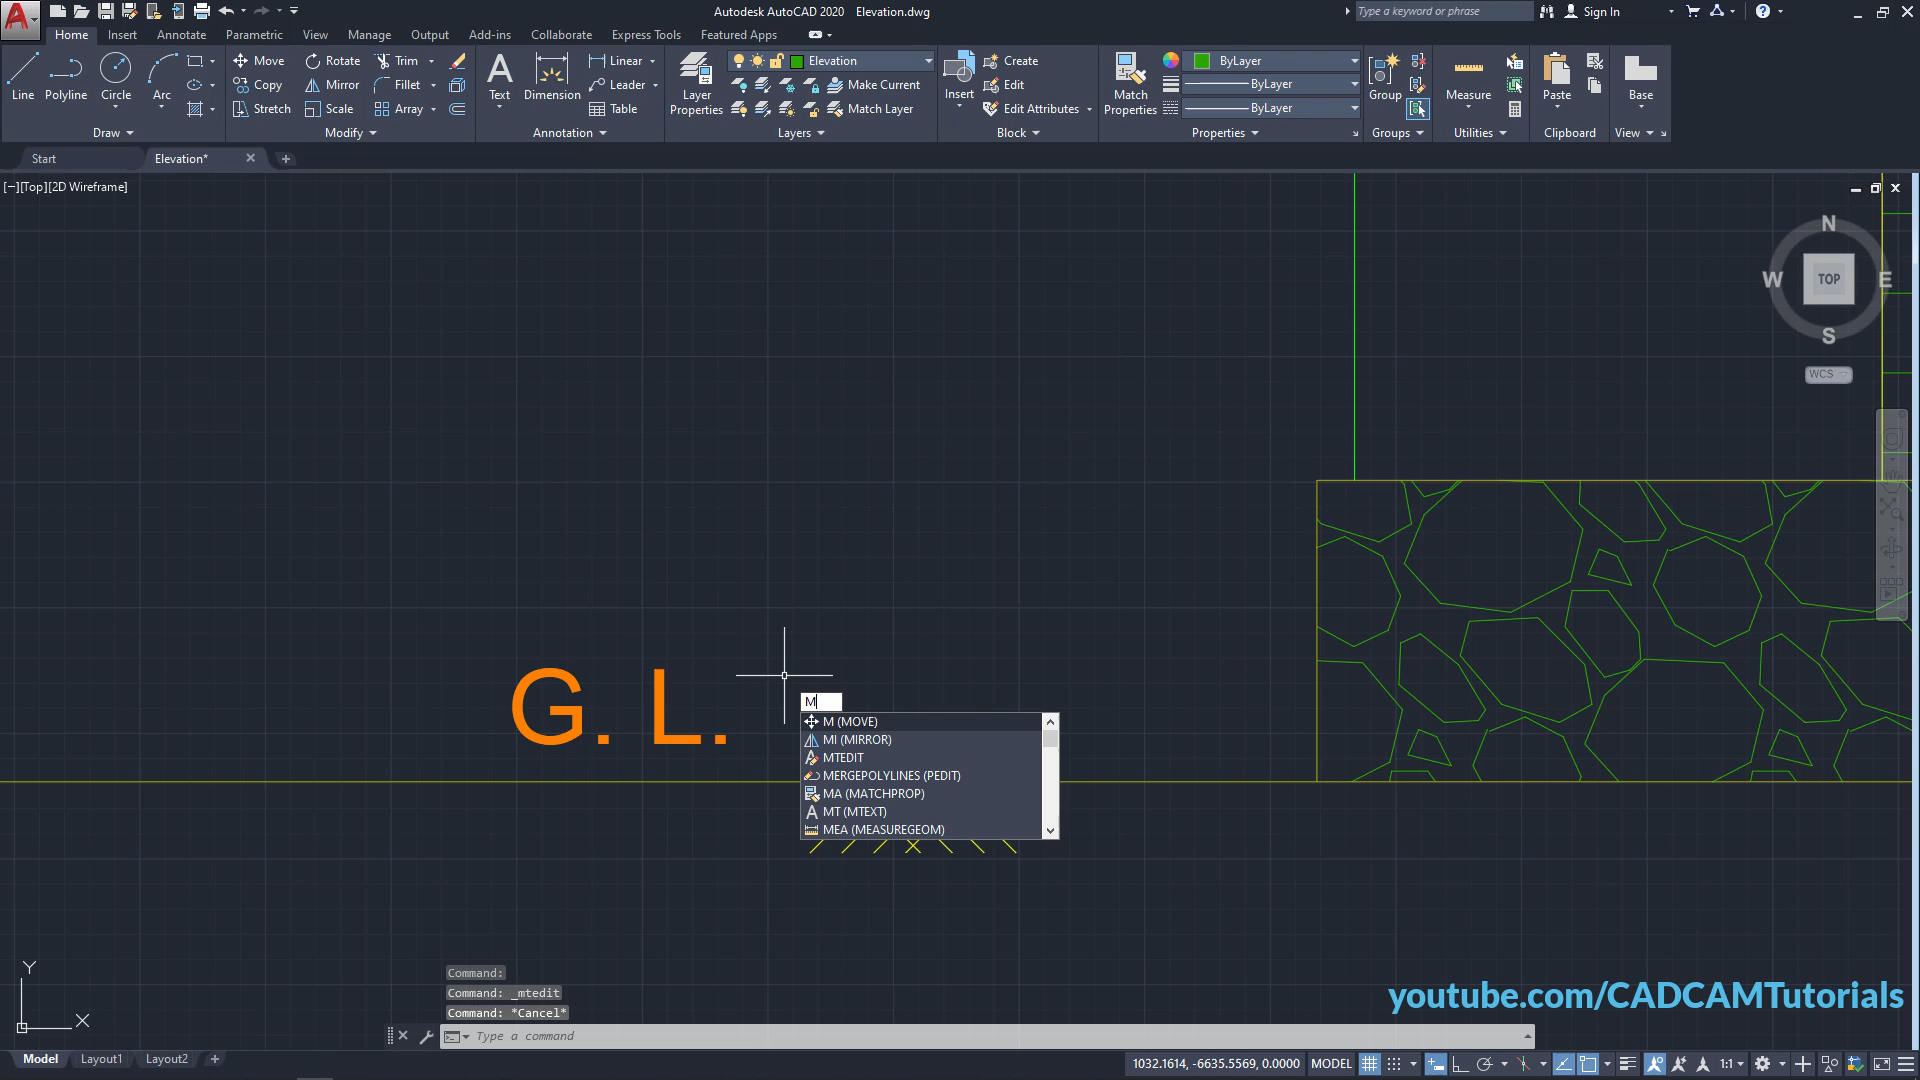 Autodesk AutoCAD 2020 Elevation.dwg
Type a keyword or phrase
Sign In
Home Insert Annotate Parametric View Manage Output Add-ins Collaborate Express Tools Featured Apps
Line Polyline Circle Arc
Draw
Move Rotate Trim
Copy Mirror Fillet
Stretch Scale Array
Modify
Text Dimension
Linear
Leader
Table
Annotation
Layer Properties
Elevation
Make Current
Match Layer
Layers
Insert
Create
Edit
Edit Attributes
Block
Match Properties
ByLayer
ByLayer
ByLayer
Properties
Group
Groups
Measure
Utilities
Paste
Clipboard
Base
View
Start Elevation*
[−][Top][2D Wireframe]
N
W TOP E
S
WCS
G. L.
M
M (MOVE)
MI (MIRROR)
MTEDIT
MERGEPOLYLINES (PEDIT)
MA (MATCHPROP)
MT (MTEXT)
MEA (MEASUREGEOM)
Y
X
Command:
Command: _mtedit
Command: *Cancel*
Type a command
youtube.com/CADCAMTutorials
Model Layout1 Layout2
1032.1614, -6635.5569, 0.0000 MODEL 1:1